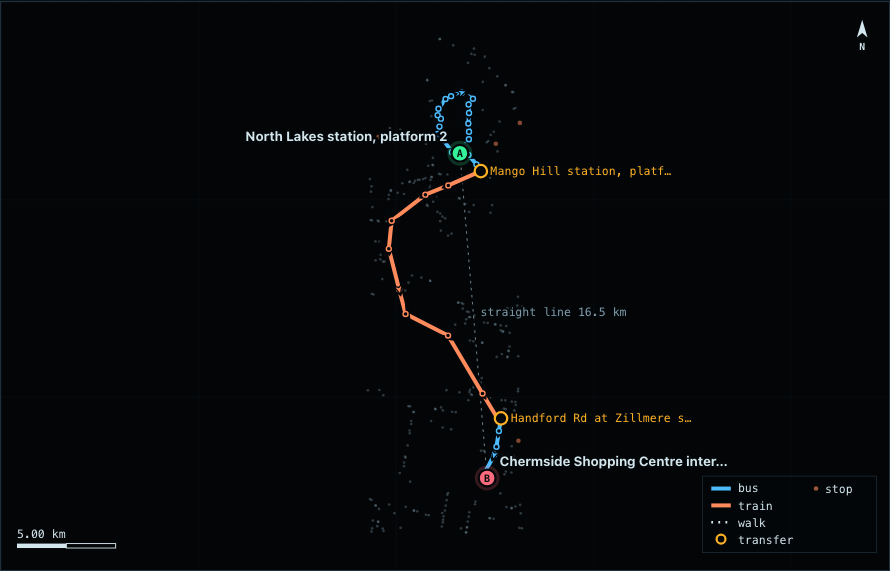 N
North Lakes station, platform 2
A
Mango Hill station, platf…
straight line 16.5 km
Handford Rd at Zillmere s…
Chermside Shopping Centre inter...
B
bus
stop
train
walk
transfer
5.00 km